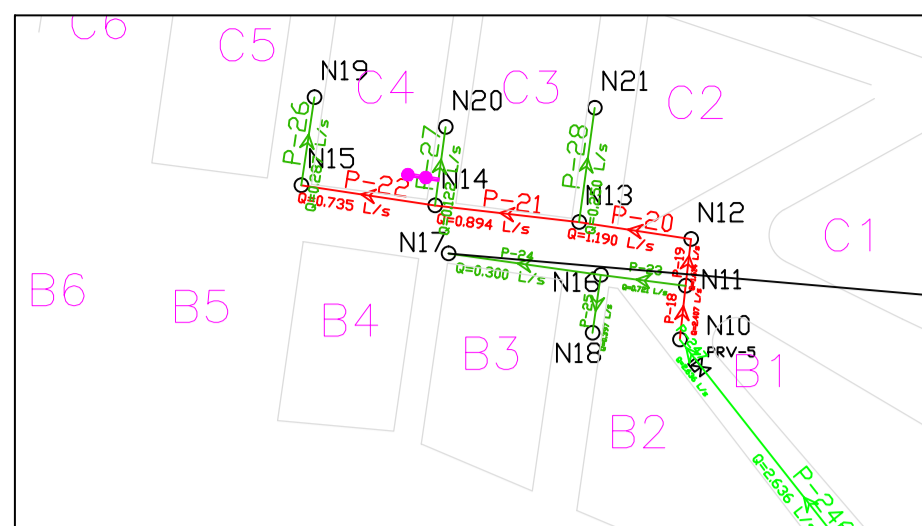 C6
C5
N19
C4
N20
C3
N21
C2
P-26
P-27
P-28
N15
P-22
Q=0.735 L/s
N14
P-21
Q=0.894 L/s
N13
P-20
Q=1.190 L/s
N12
C1
N17
P-24
Q=0.300 L/s
P-23
P-19
N16
N11
B6
B5
B4
P-25
P-18
N10
PRV-5
B3
N18
B1
B2
Q=2.636 L/s
P-246